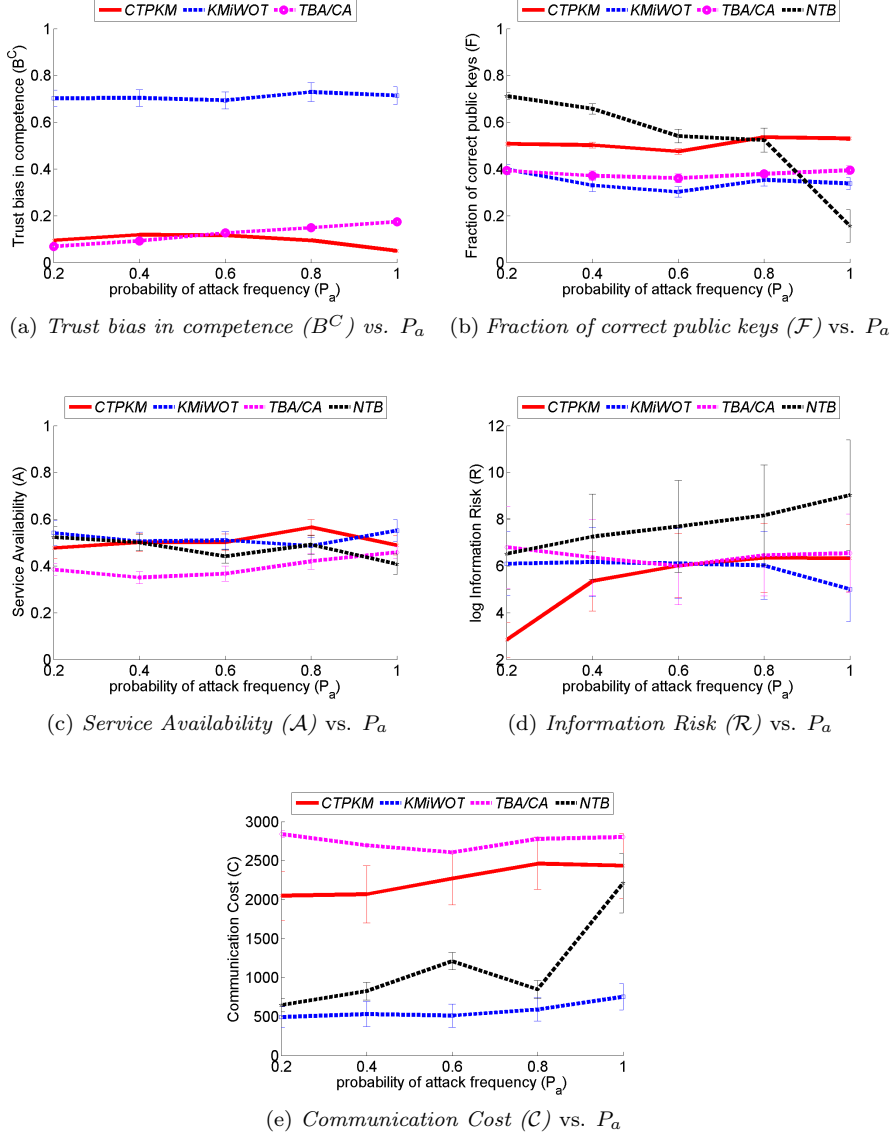 CTPKM KMiWOT TBA/CA
Trust bias in competence (B^C)
1
0.8
0.6
0.4
0.2
0
0.2 0.4 0.6 0.8 1
probability of attack frequency (P_a)
(a) Trust bias in competence (B^C) vs. P_a
CTPKM KMiWOT TBA/CA NTB
Fraction of correct public keys (F)
1
0.8
0.6
0.4
0.2
0
0.2 0.4 0.6 0.8 1
probability of attack frequency (P_a)
(b) Fraction of correct public keys (F) vs. P_a
CTPKM KMiWOT TBA/CA NTB
Service Availability (A)
1
0.8
0.6
0.4
0.2
0
0.2 0.4 0.6 0.8 1
probability of attack frequency (P_a)
(c) Service Availability (A) vs. P_a
CTPKM KMiWOT TBA/CA NTB
log Information Risk (R)
12
10
8
6
4
2
0.2 0.4 0.6 0.8 1
probability of attack frequency (P_a)
(d) Information Risk (R) vs. P_a
CTPKM KMiWOT TBA/CA NTB
Communication Cost (C)
3000
2500
2000
1500
1000
500
0
0.2 0.4 0.6 0.8 1
probability of attack frequency (P_a)
(e) Communication Cost (C) vs. P_a